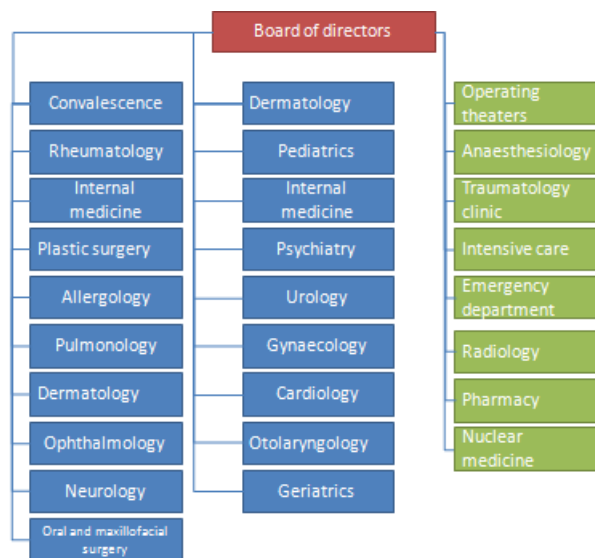 Board of directors
Convalescence
Rheumatology
Internal
medicine
Plastic surgery
Allergology
Pulmonology
Dermatology
Ophthalmology
Neurology
Oral and maxillofacial
surgery
Dermatology
Pediatrics
Internal
medicine
Psychiatry
Urology
Gynaecology
Cardiology
Otolaryngology
Geriatrics
Operating
theaters
Anaesthesiology
Traumatology
clinic
Intensive care
Emergency
department
Radiology
Pharmacy
Nuclear
medicine